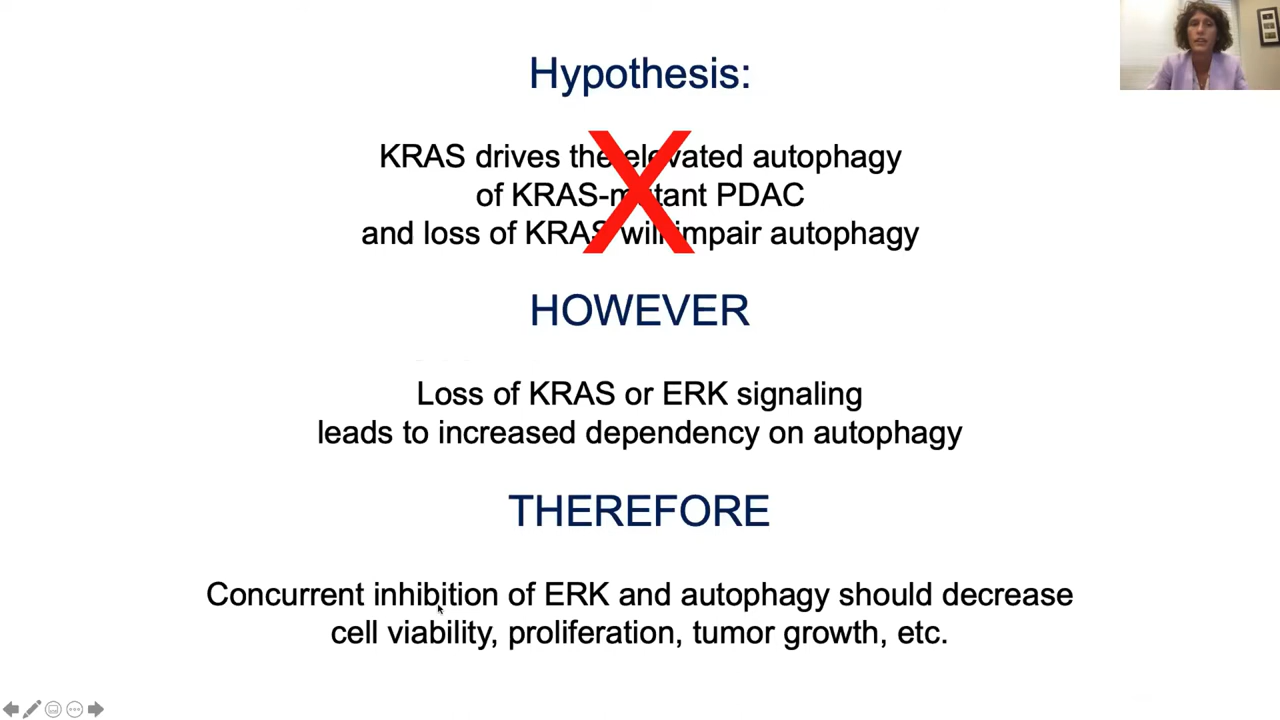 Hypothesis:
KRAS drives the elevated autophagy
of KRAS-mutant PDAC
and loss of KRAS will impair autophagy
HOWEVER
Loss of KRAS or ERK signaling
leads to increased dependency on autophagy
THEREFORE
Concurrent inhibition of ERK and autophagy should decrease
cell viability, proliferation, tumor growth, etc.